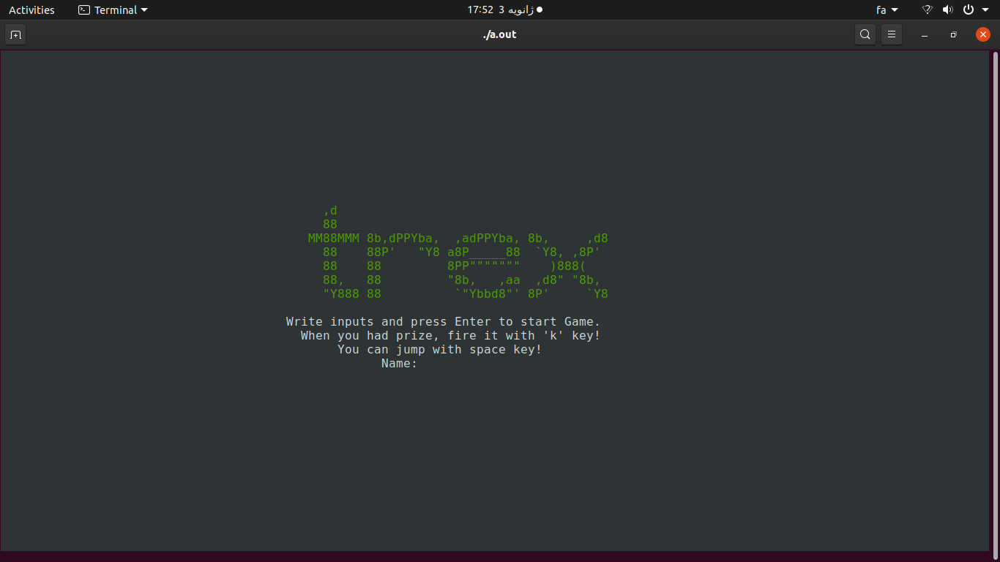 Activities Terminal 17:52 ژانویه 3 fa
./a.out
,d
88
MM88MMM 8b,dPPYba,  ,adPPYba, 8b,     ,d8
88    88P'   "Y8 a8P_____88  `Y8, ,8P'
88    88         8PP"""""""    )888(
88,   88         "8b,   ,aa  ,d8" "8b,
"Y888 88          `"Ybbd8"' 8P'     `Y8
Write inputs and press Enter to start Game.
When you had prize, fire it with 'k' key!
You can jump with space key!
Name: